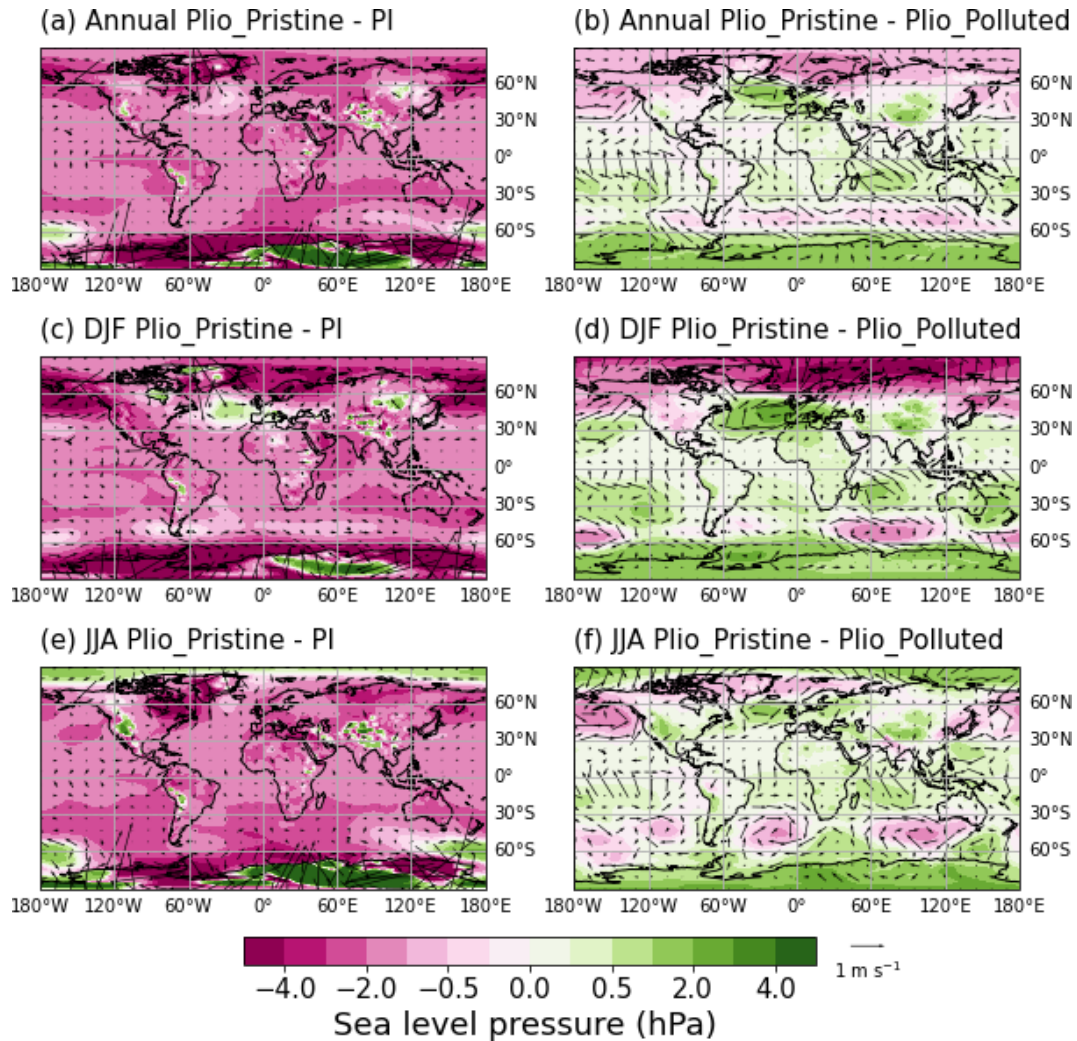 (a) Annual Plio_Pristine - PI
(b) Annual Plio_Pristine - Plio_Polluted
60°N
30°N
0°
30°S
60°S
60°N
30°N
0°
30°S
60°S
180°W 120°W 60°W 0° 60°E 120°E 180°E
180°W 120°W 60°W 0° 60°E 120°E 180°E
(c) DJF Plio_Pristine - PI
(d) DJF Plio_Pristine - Plio_Polluted
60°N
30°N
0°
30°S
60°S
60°N
30°N
0°
30°S
60°S
180°W 120°W 60°W 0° 60°E 120°E 180°E
180°W 120°W 60°W 0° 60°E 120°E 180°E
(e) JJA Plio_Pristine - PI
(f) JJA Plio_Pristine - Plio_Polluted
60°N
30°N
0°
30°S
60°S
60°N
30°N
0°
30°S
60°S
180°W 120°W 60°W 0° 60°E 120°E 180°E
180°W 120°W 60°W 0° 60°E 120°E 180°E
−4.0 −2.0 −0.5 0.0 0.5 2.0 4.0
1 m s⁻¹
Sea level pressure (hPa)